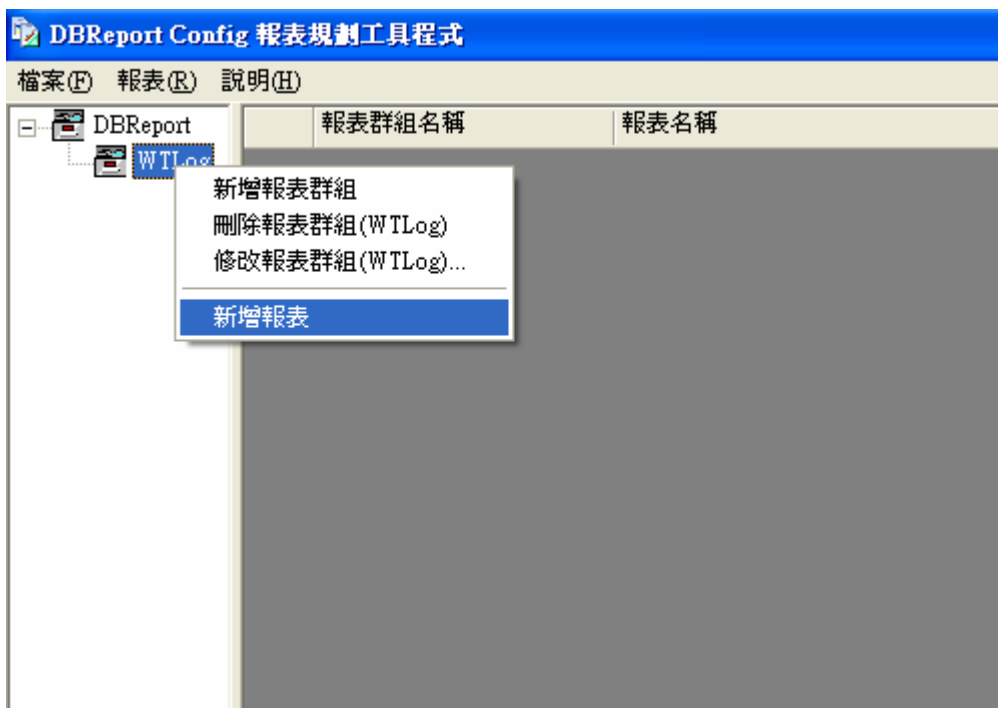 DBReport Config 報表規劃工具程式
檔案(F) 報表(R) 說明(H)
DBReport
報表群組名稱 報表名稱
WTLog
新增報表群組
刪除報表群組(WTLog)
修改報表群組(WTLog)...
新增報表